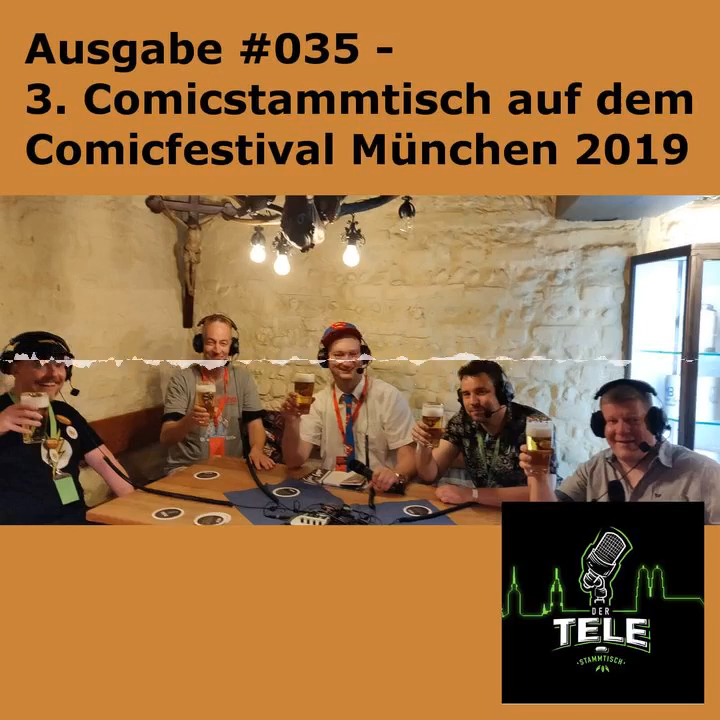 Ausgabe #035 -
3. Comicstammtisch auf dem
Comicfestival München 2019
DER
TELE
•STAMMTISCH•